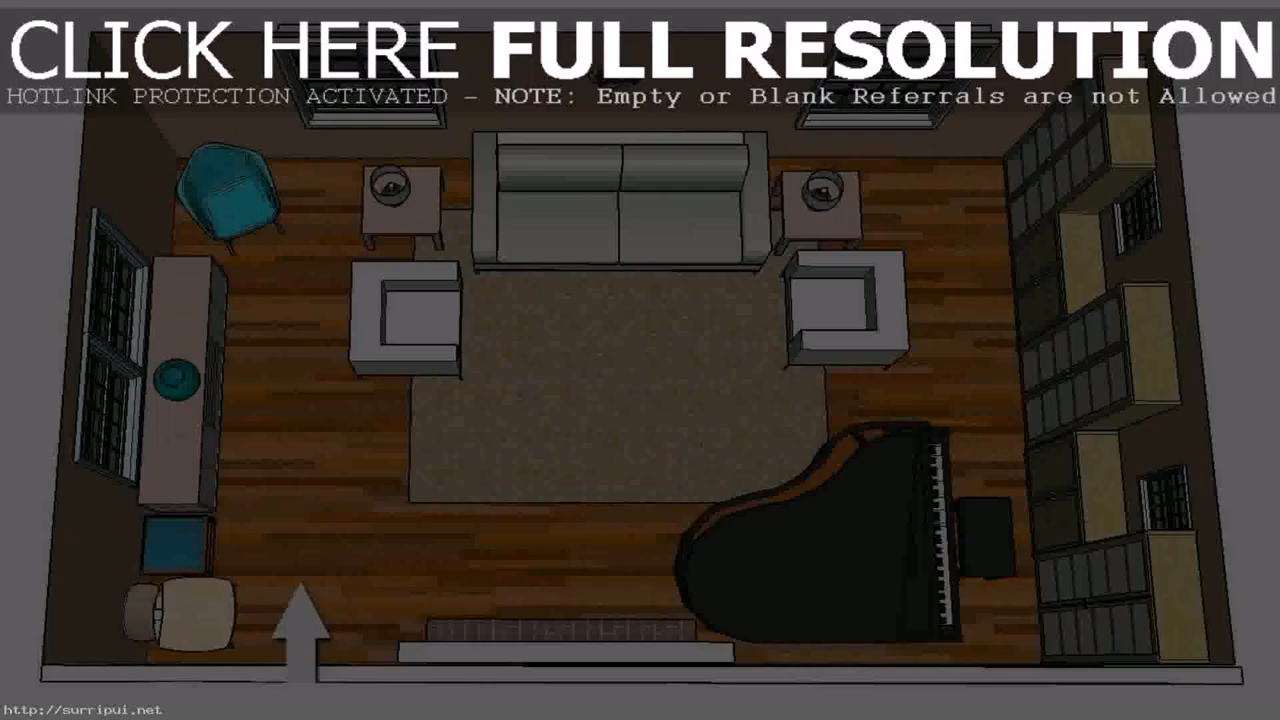 CLICK HERE FULL RESOLUTION
HOTLINK PROTECTION ACTIVATED – NOTE: Empty or Blank Referrals are not Allowed
http://surripui.net